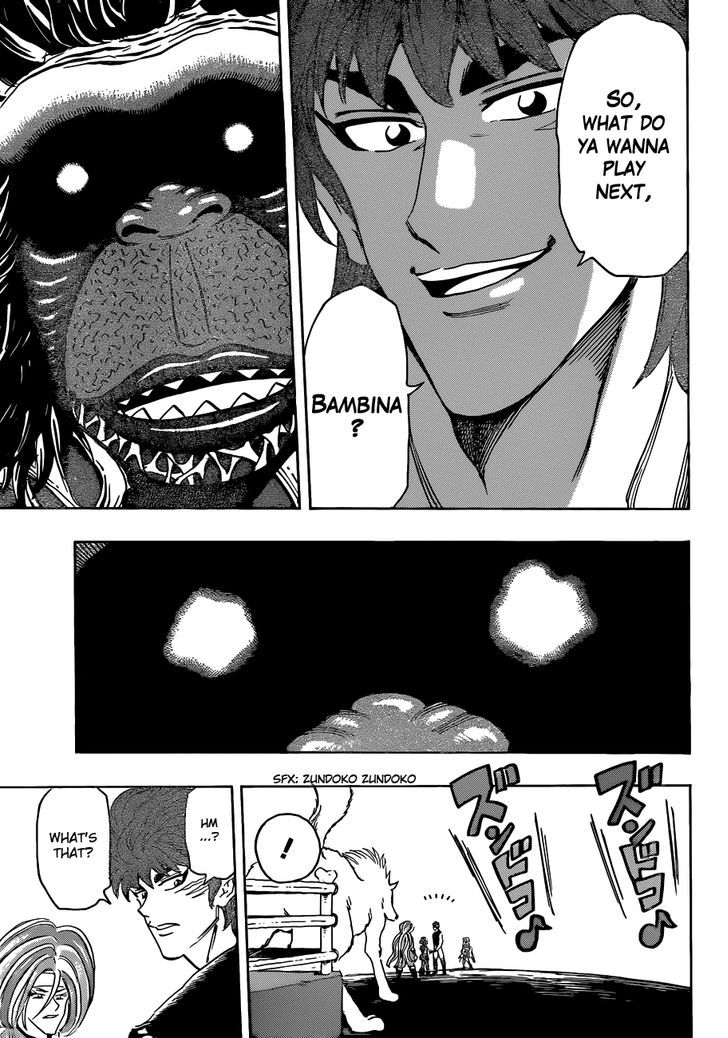 SO,
WHAT DO
YA WANNA
PLAY
NEXT,
BAMBINA
?
SFX: ZUNDOKO ZUNDOKO
ズンドコ♪
ズンドコ♪
!
HM
...?
WHAT'S
THAT?